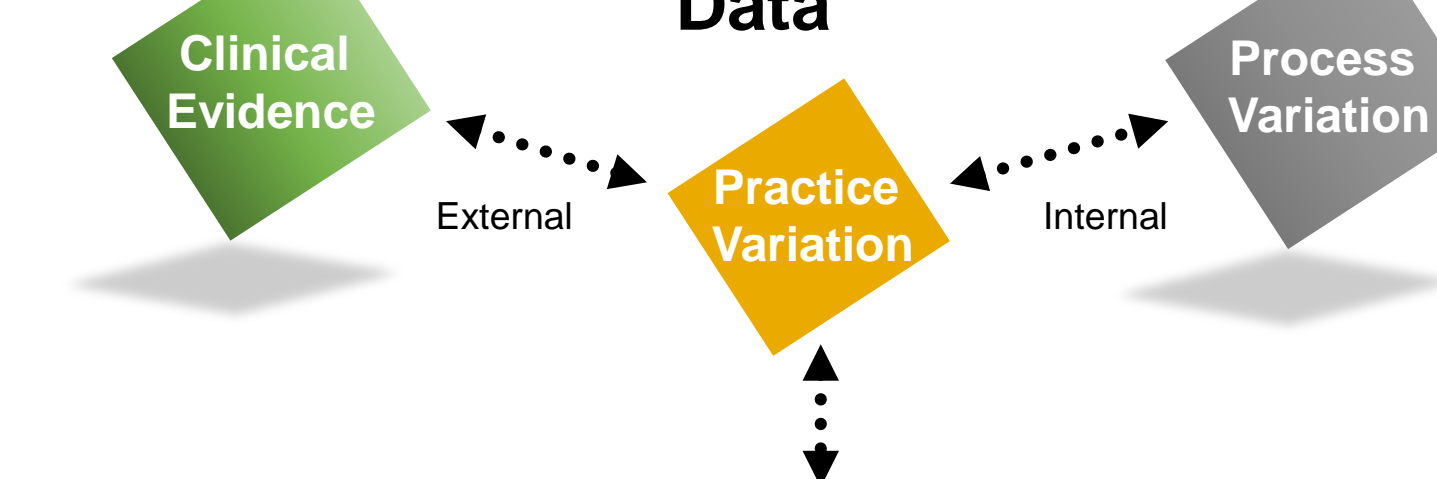 Data
Clinical
Evidence
Process
Variation
External
Practice
Variation
Internal